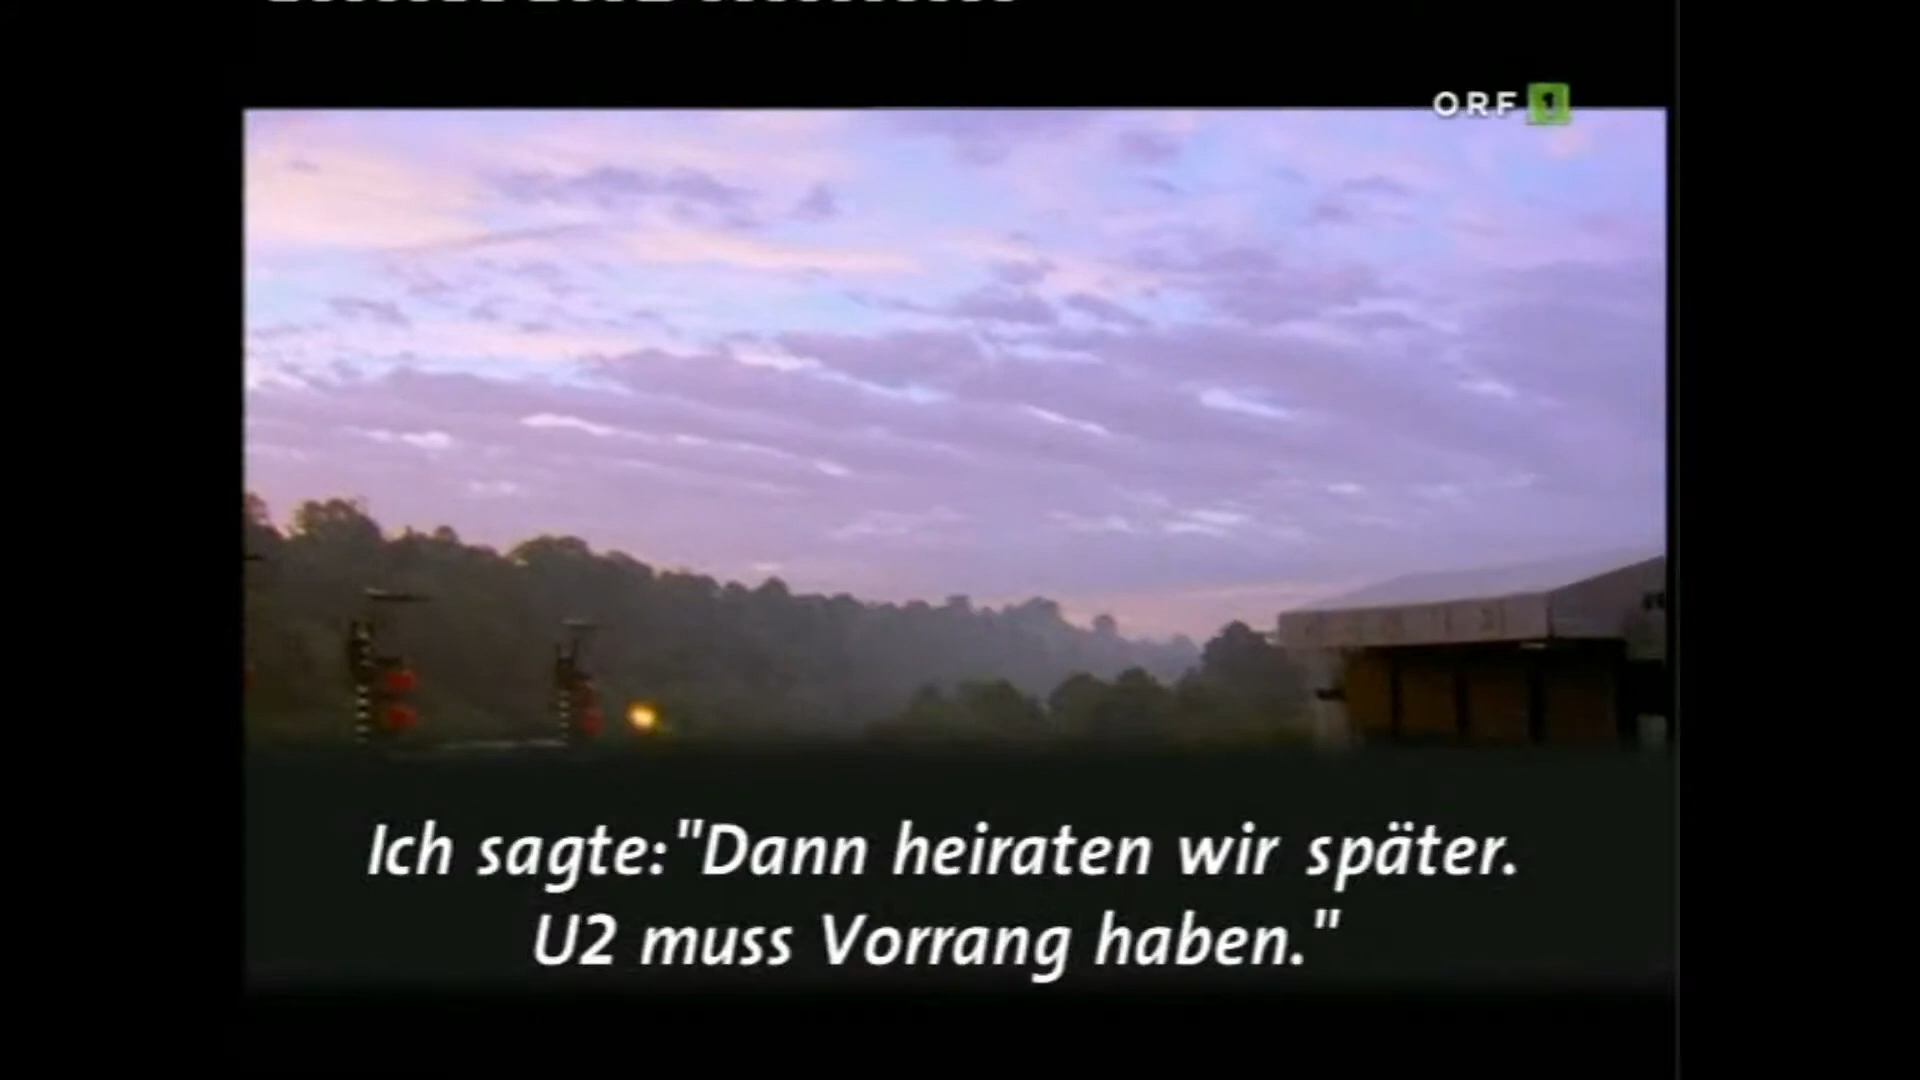 ORF 1
Ich sagte:"Dann heiraten wir später.
U2 muss Vorrang haben."